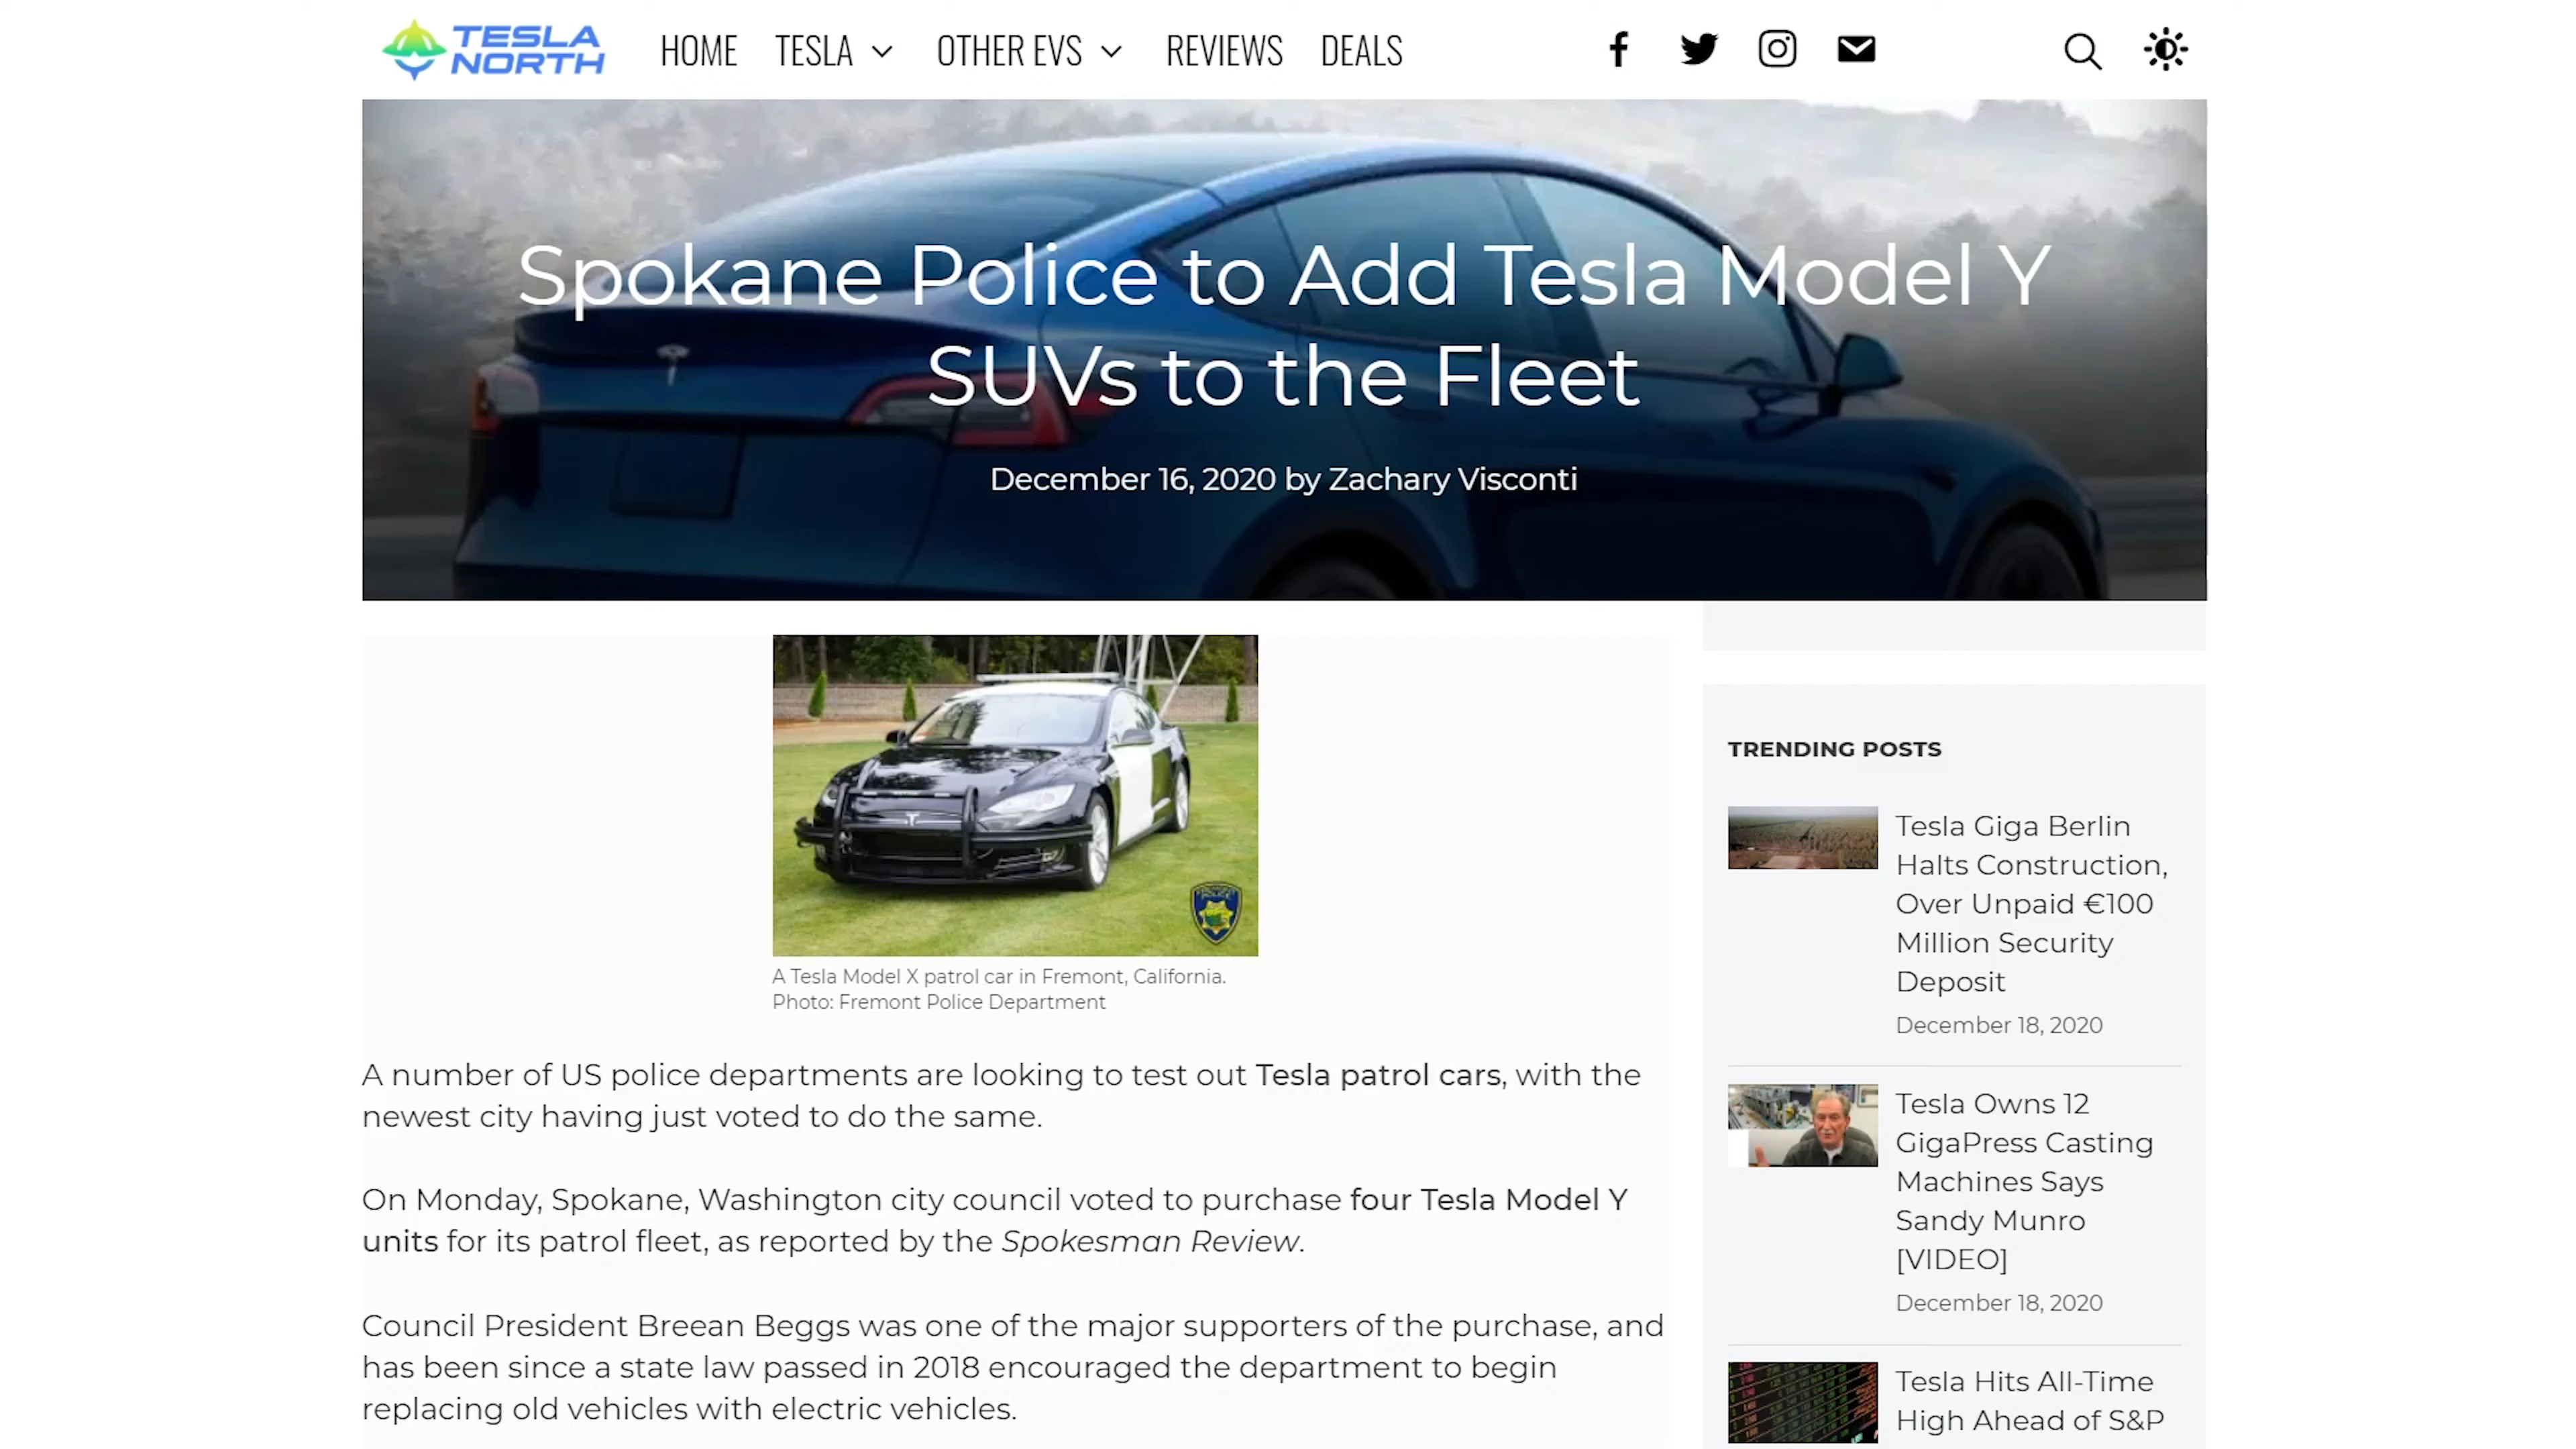 TESLA
NORTH
HOME
TESLA
OTHER EVS
REVIEWS
DEALS
Spokane Police to Add Tesla Model Y
SUVs to the Fleet
December 16, 2020 by Zachary Visconti
A Tesla Model X patrol car in Fremont, California.
Photo: Fremont Police Department
A number of US police departments are looking to test out Tesla patrol cars, with the
newest city having just voted to do the same.
On Monday, Spokane, Washington city council voted to purchase four Tesla Model Y
units for its patrol fleet, as reported by the Spokesman Review.
Council President Breean Beggs was one of the major supporters of the purchase, and
has been since a state law passed in 2018 encouraged the department to begin
replacing old vehicles with electric vehicles.
TRENDING POSTS
Tesla Giga Berlin
Halts Construction,
Over Unpaid €100
Million Security
Deposit
December 18, 2020
Tesla Owns 12
GigaPress Casting
Machines Says
Sandy Munro
[VIDEO]
December 18, 2020
Tesla Hits All-Time
High Ahead of S&P